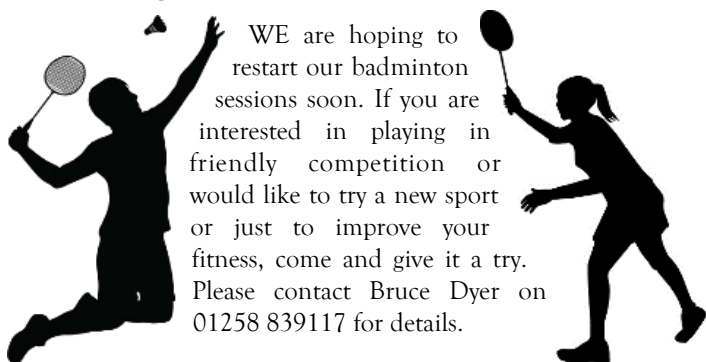 WE are hoping to
restart our badminton
sessions soon. If you are
interested in playing in
friendly competition or
would like to try a new sport
or just to improve your
fitness, come and give it a try.
Please contact Bruce Dyer on
01258 839117 for details.